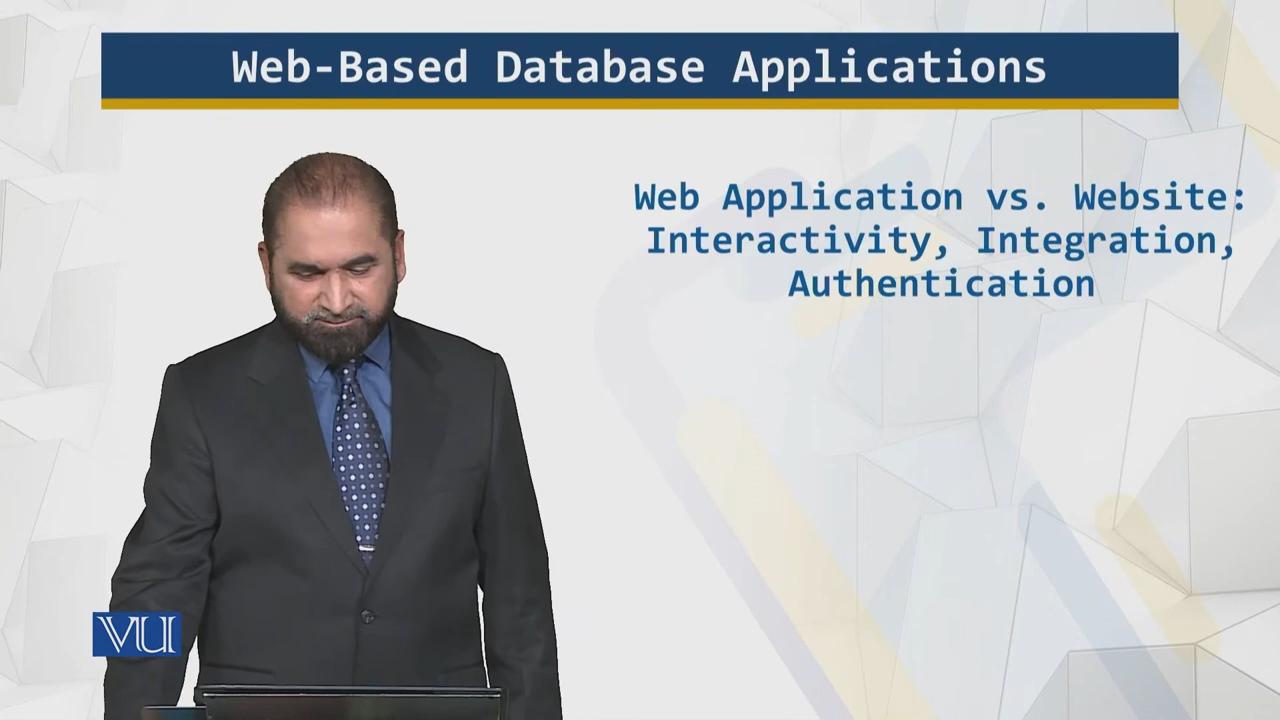 Web-Based Database Applications
Web Application vs. Website:
Interactivity, Integration,
Authentication
VU